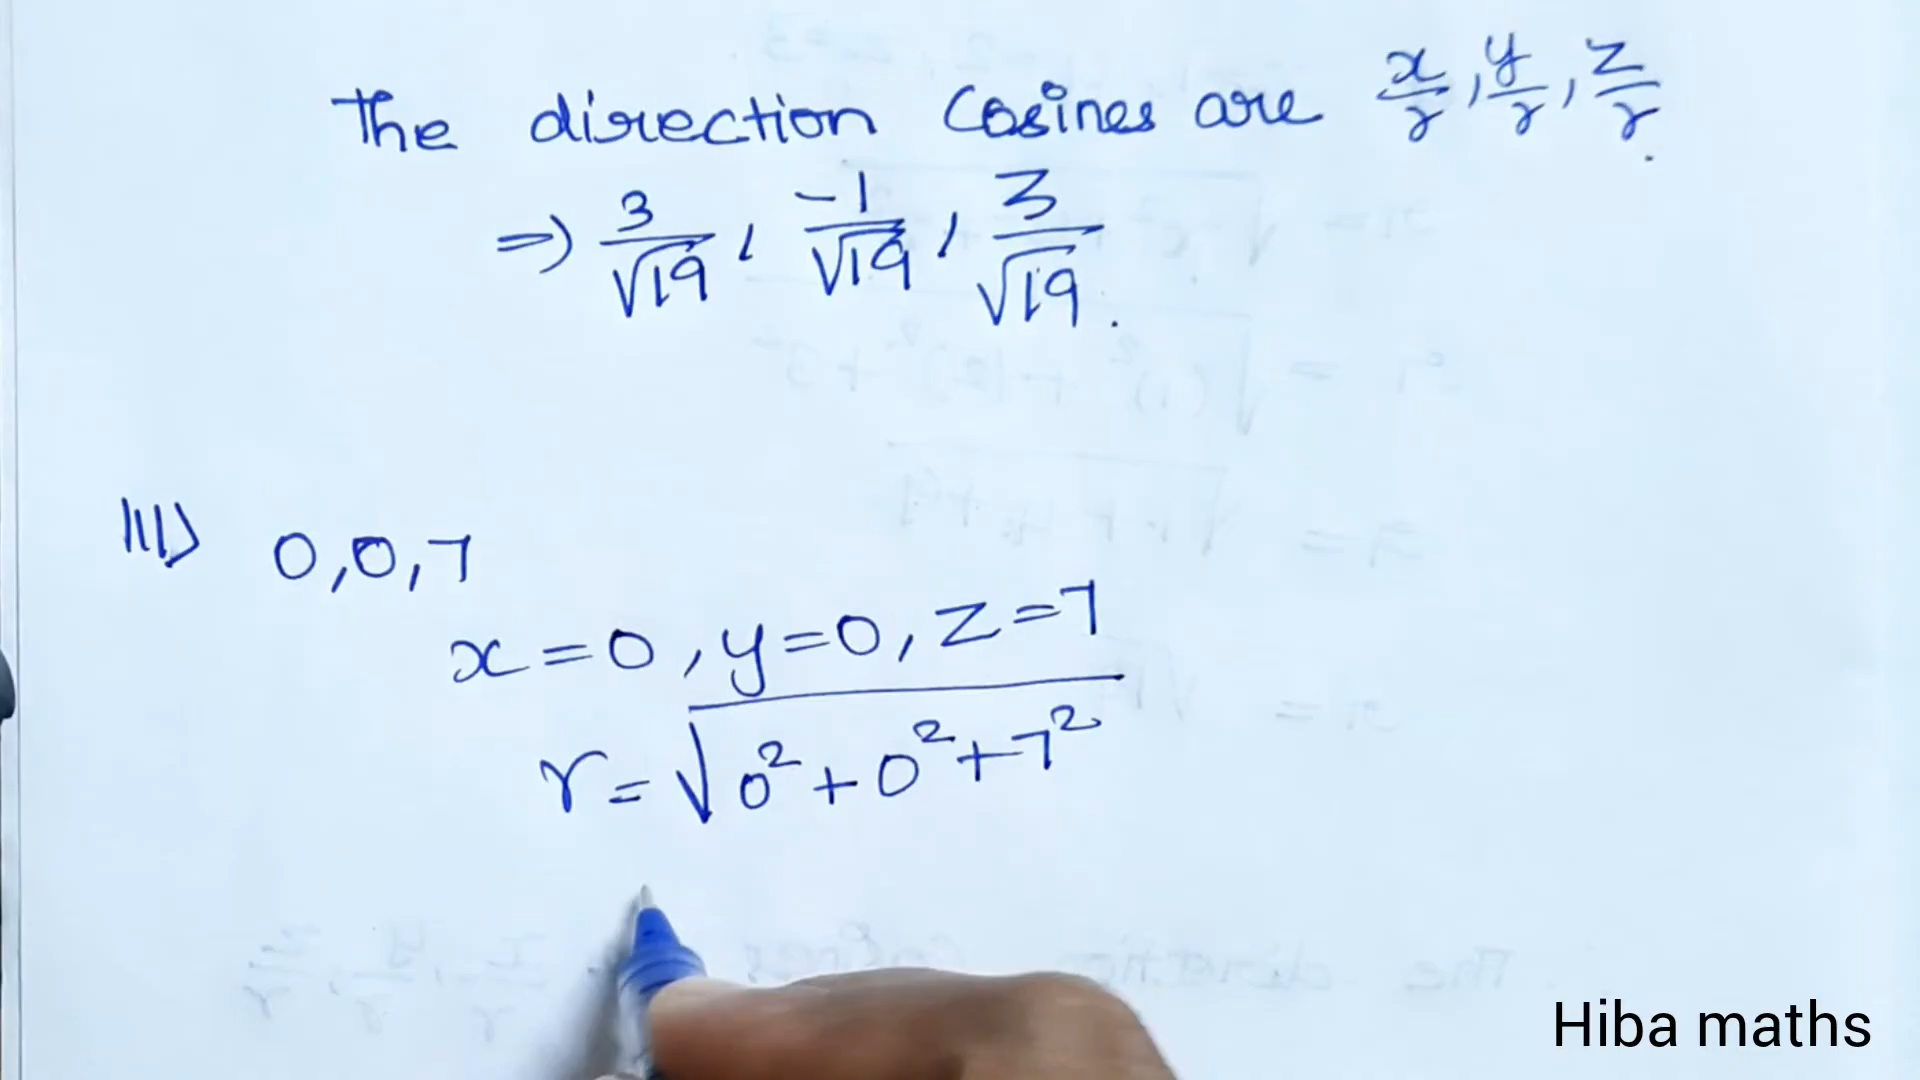 The direction Cosines are x/r, y/r, z/r.
⇒ 3/√19, -1/√19, 3/√19.
III) 0,0,7
x=0, y=0, z=7
r=√0²+0²+7²
Hiba maths